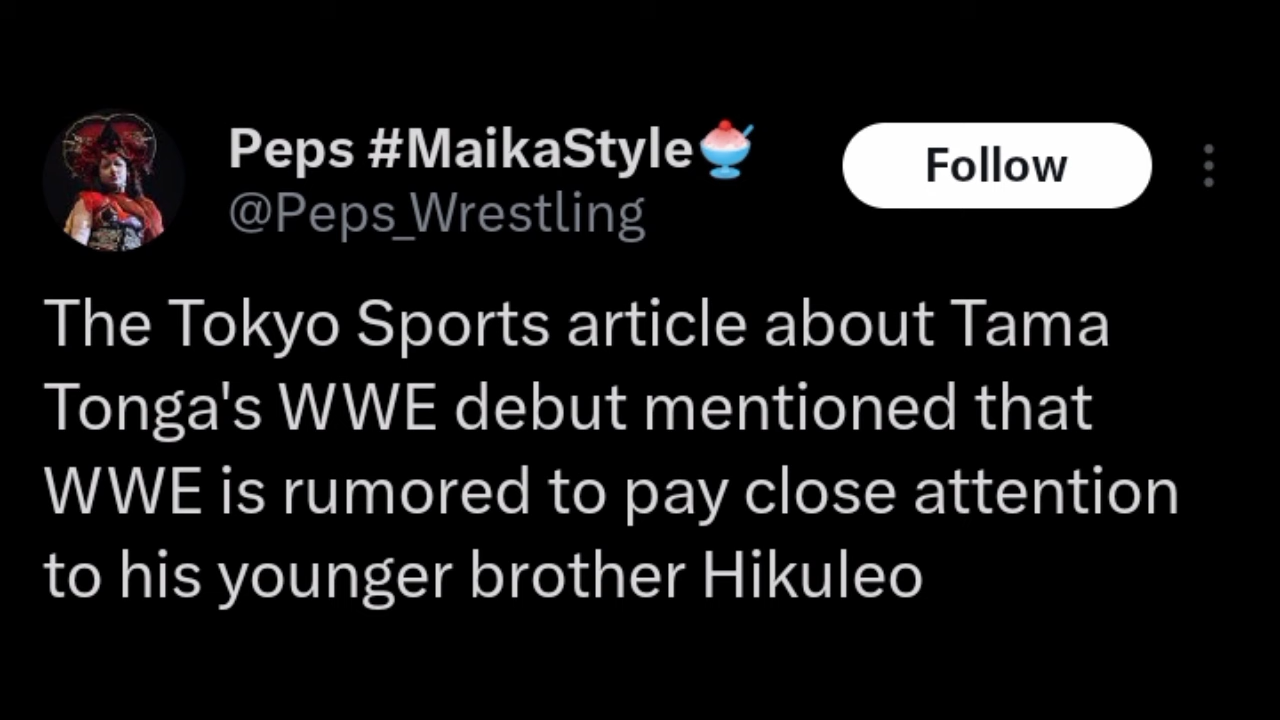 Peps #MaikaStyle🍧
@Peps_Wrestling
Follow
The Tokyo Sports article about Tama
Tonga's WWE debut mentioned that
WWE is rumored to pay close attention
to his younger brother Hikuleo